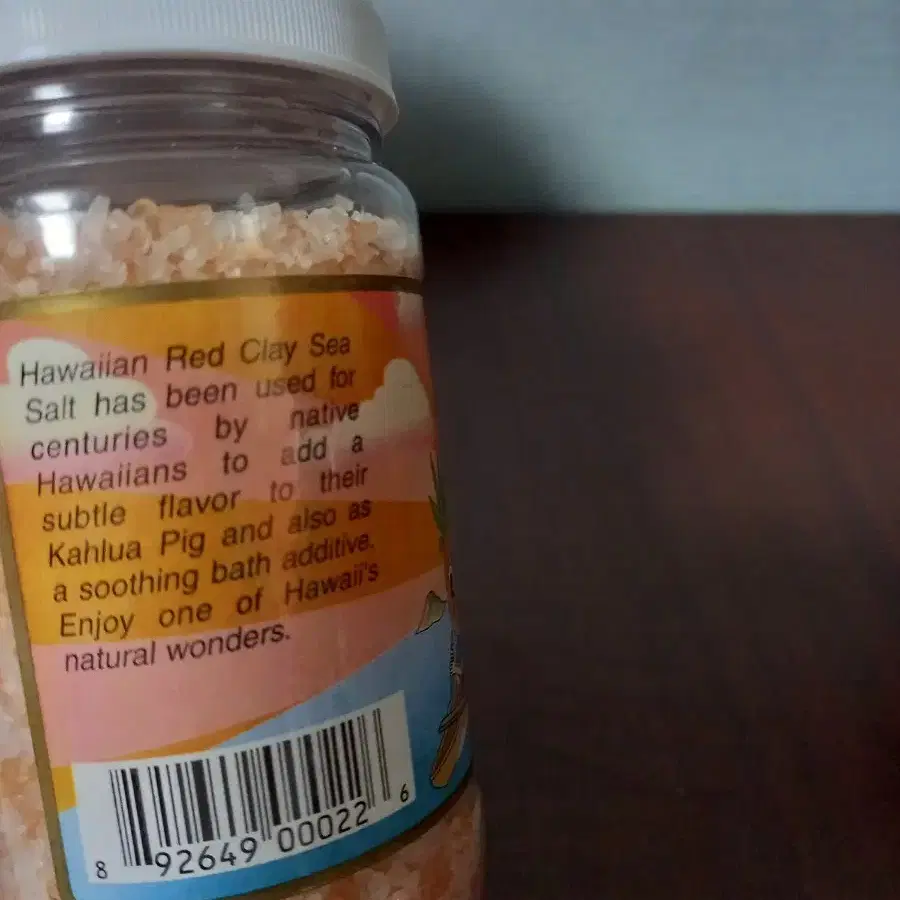 Hawaiian Red Clay Sea
Salt has been used for
centuries by native
Hawaiians to add a
subtle flavor to their
Kahlua Pig and also as
a soothing bath additive.
Enjoy one of Hawaii's
natural wonders.
8 92649 00022 6